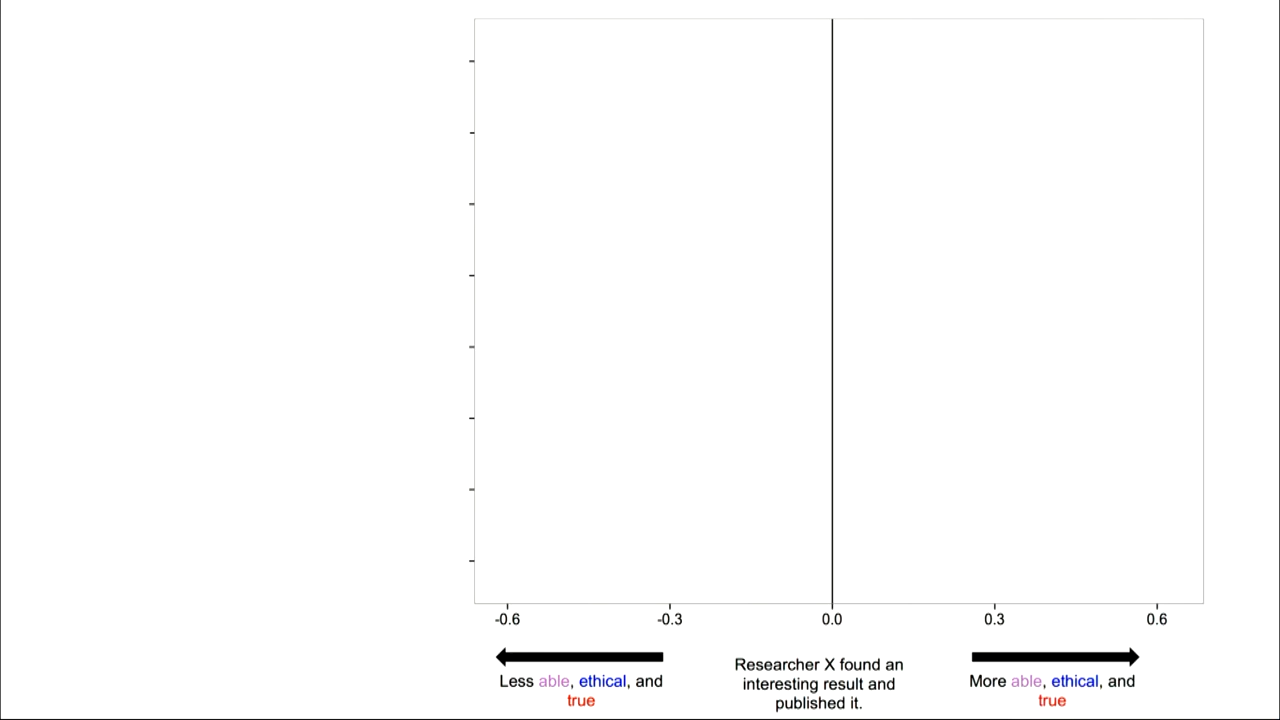 -0.6 -0.3 0.0 0.3 0.6
Less able, ethical, and
true
Researcher X found an
interesting result and
published it.
More able, ethical, and
true